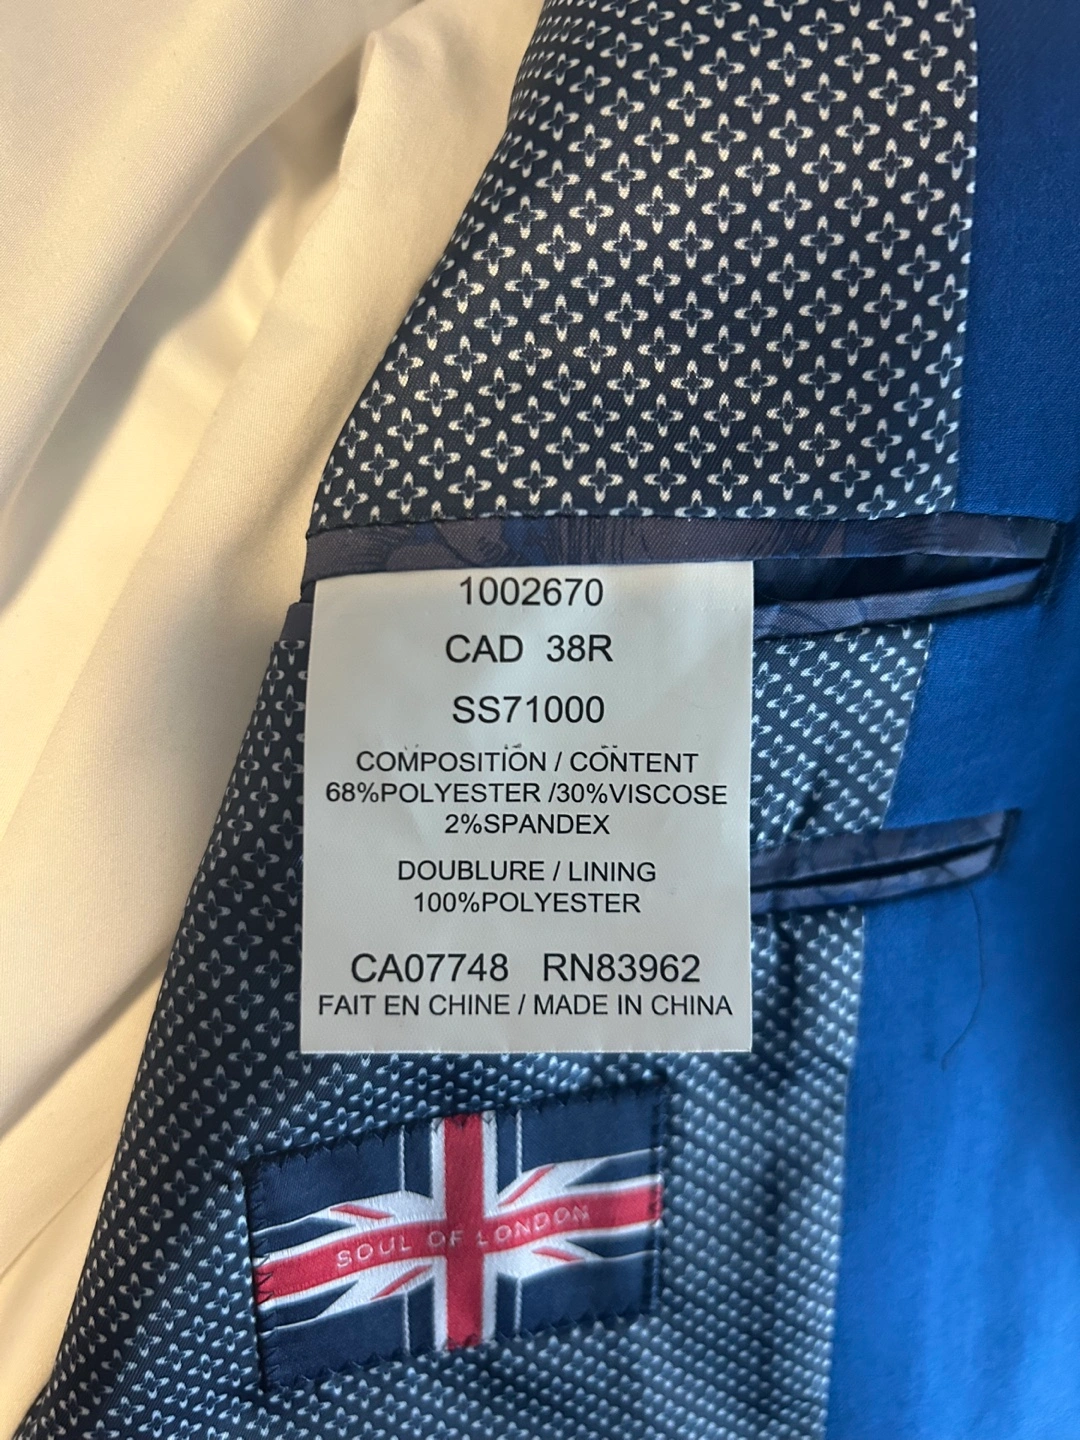 1002670
CAD 38R
SS71000
COMPOSITION / CONTENT
68%POLYESTER /30%VISCOSE
2%SPANDEX
DOUBLURE / LINING
100%POLYESTER
CA07748 RN83962
FAIT EN CHINE / MADE IN CHINA
SOUL OF LONDON